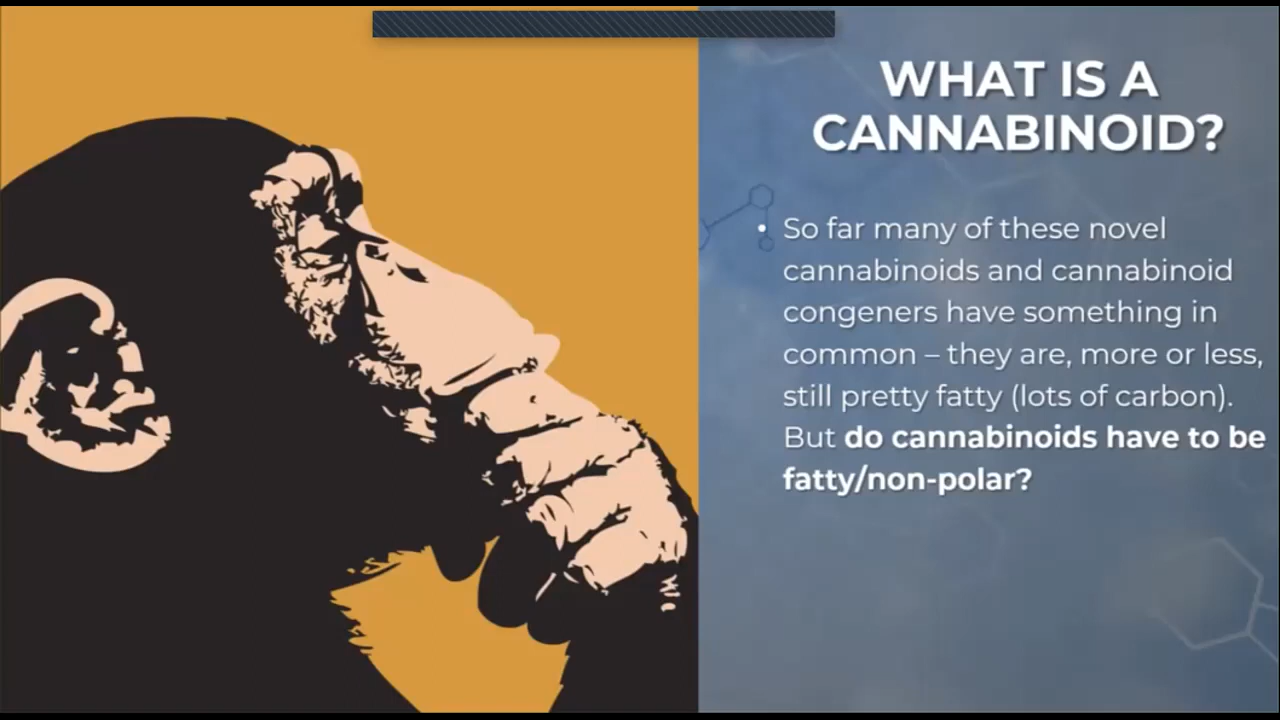 WHAT IS A
CANNABINOID?
• So far many of these novel
cannabinoids and cannabinoid
congeners have something in
common – they are, more or less,
still pretty fatty (lots of carbon).
But do cannabinoids have to be
fatty/non-polar?